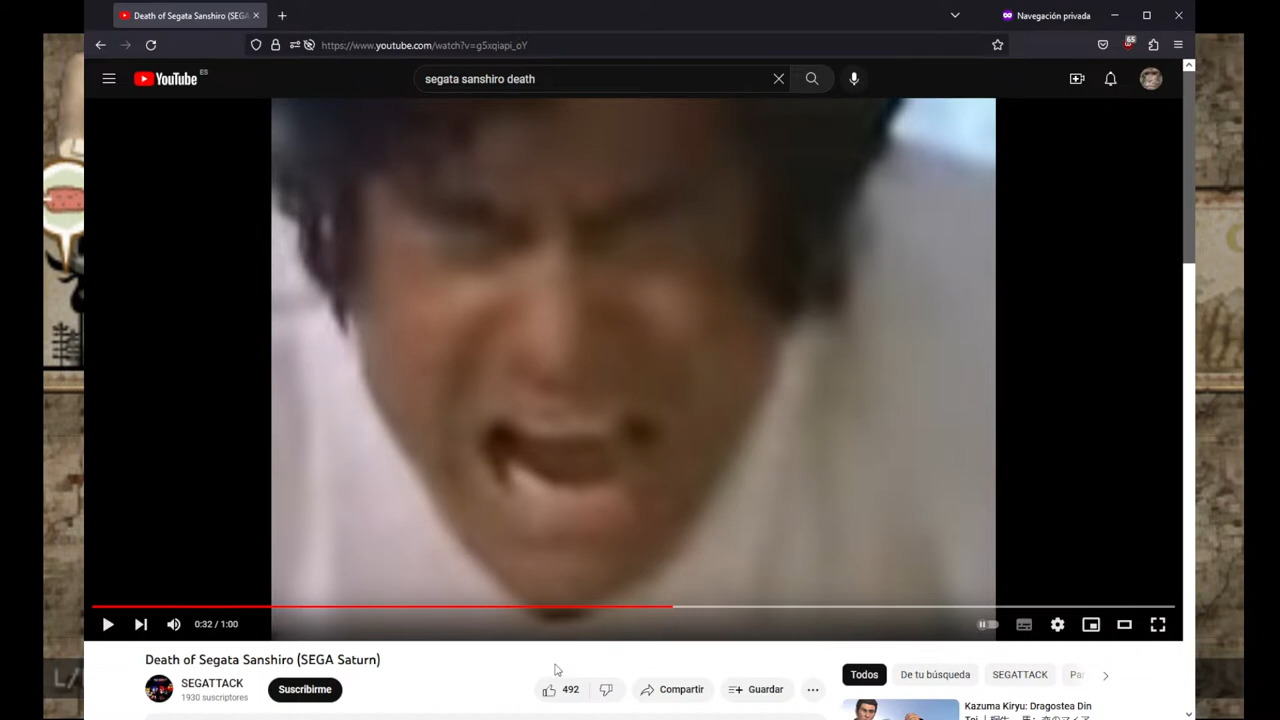 Death of Segata Sanshiro (SEGA
Navegación privada
https://www.youtube.com/watch?v=g5xqiapi_oY
65
YouTube ES
segata sanshiro death
0:32 / 1:00
Death of Segata Sanshiro (SEGA Saturn)
SEGATTACK
1930 suscriptores
Suscribirme
492
Compartir
Guardar
Todos
De tu búsqueda
SEGATTACK
Kazuma Kiryu: Dragostea Din